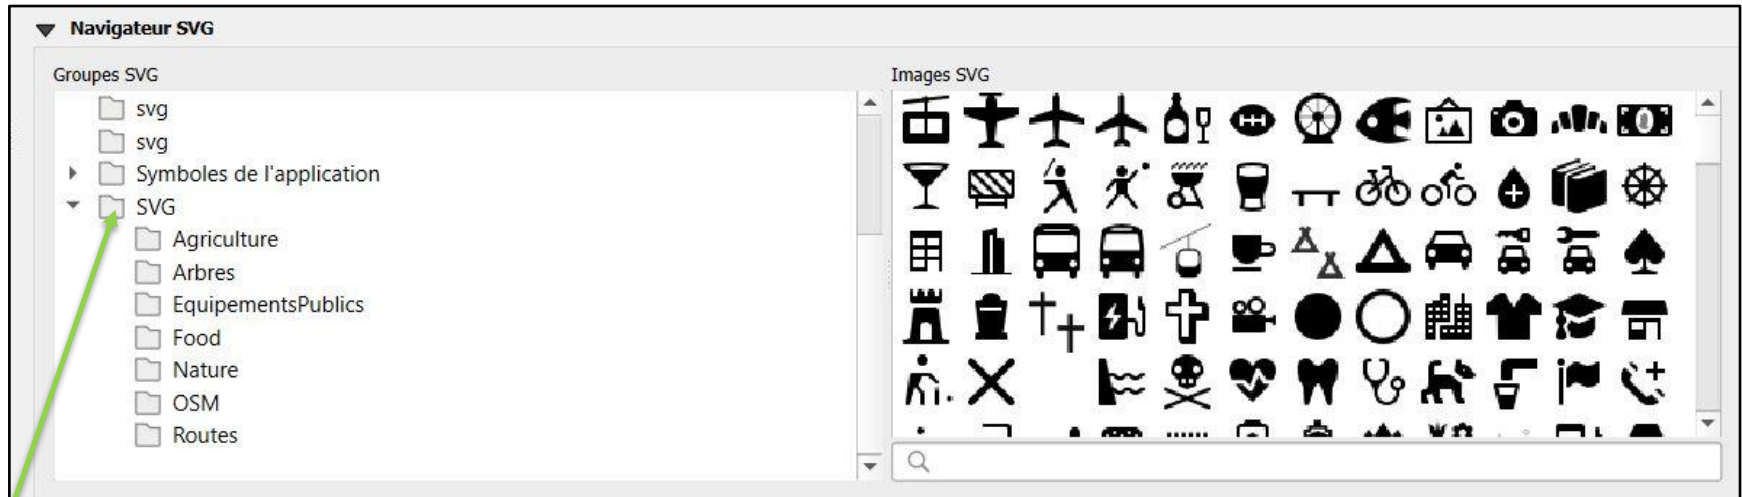 Navigateur SVG
Groupes SVG
svg
svg
Symboles de l'application
SVG
Agriculture
Arbres
EquipementsPublics
Food
Nature
OSM
Routes
Images SVG